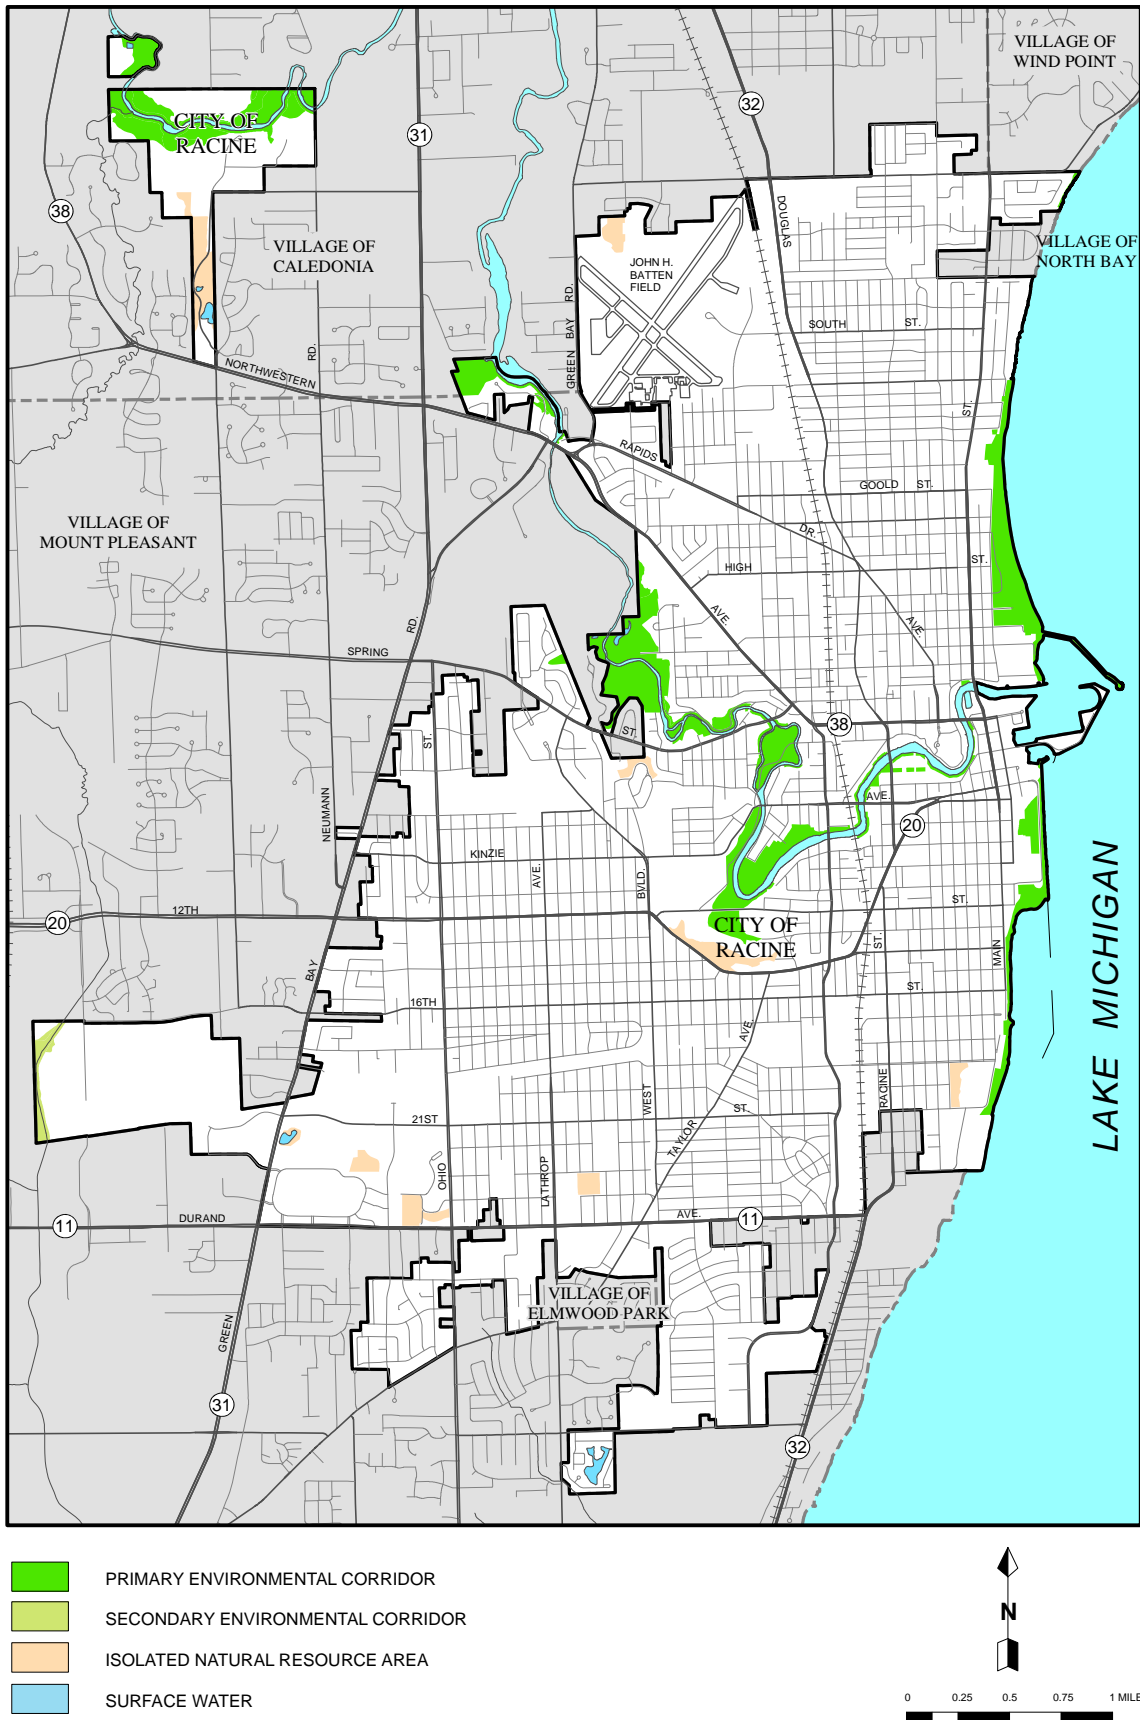 VILLAGE OF
WIND POINT
32
CITY OF
RACINE
31
38
DOUGLAS
VILLAGE OF
CALEDONIA
VILLAGE OF
NORTH BAY
JOHN H.
BATTEN
FIELD
GREEN BAY RD.
SOUTH ST.
RD.
NORTHWESTERN
ST.
RAPIDS
GOOLD ST.
VILLAGE OF
MOUNT PLEASANT
DR.
HIGH
ST.
AVE.
AVE.
RD.
SPRING
ST.
ST.
38
NEUMANN
AVE.
20
KINZIE
AVE.
BVLD.
ST.
12TH
20
CITY OF
RACINE
ST.
MAIN
BAY
ST.
16TH
AVE.
LAKE MICHIGAN
RACINE
WEST
ST.
21ST
TAYLOR
OHIO
LATHROP
DURAND
11
AVE.
11
VILLAGE OF
ELMWOOD PARK
GREEN
31
32
PRIMARY ENVIRONMENTAL CORRIDOR
SECONDARY ENVIRONMENTAL CORRIDOR
ISOLATED NATURAL RESOURCE AREA
SURFACE WATER
N
0 0.25 0.5 0.75 1 MILE